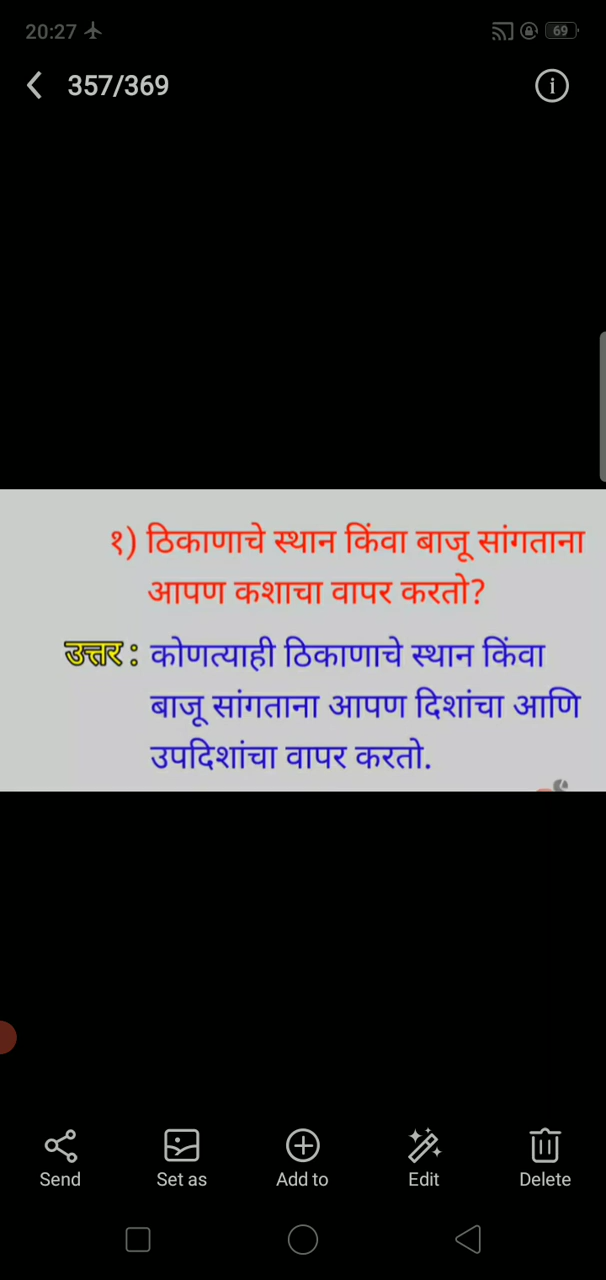 20:27
69
357/369
१) ठिकाणाचे स्थान किंवा बाजू सांगताना
आपण कशाचा वापर करतो?
उत्तर : कोणत्याही ठिकाणाचे स्थान किंवा
बाजू सांगताना आपण दिशांचा आणि
उपदिशांचा वापर करतो.
Send Set as Add to Edit Delete